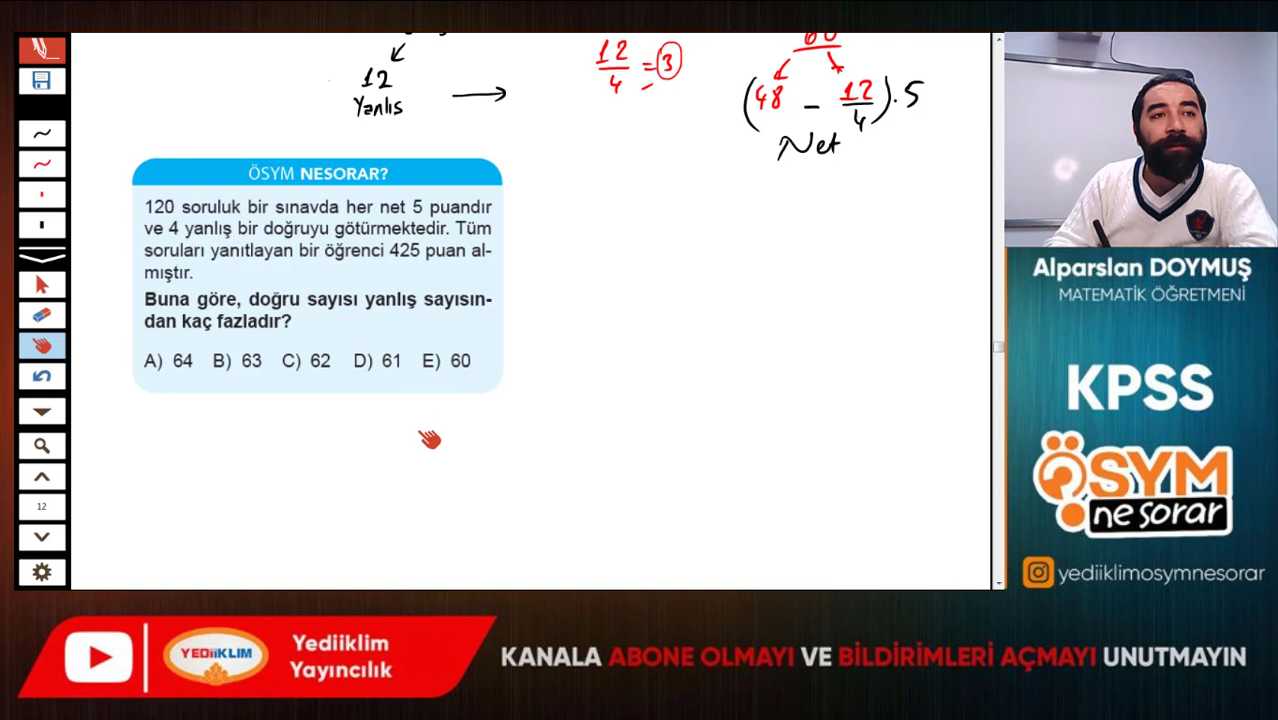 12
Yanlıs
12
4
= 3
60
(48 - 12/4).5
Net
ÖSYM NESORAR?
120 soruluk bir sınavda her net 5 puandır
ve 4 yanlış bir doğruyu götürmektedir. Tüm
soruları yanıtlayan bir öğrenci 425 puan al-
mıştır.
Buna göre, doğru sayısı yanlış sayısın-
dan kaç fazladır?
A) 64 B) 63 C) 62 D) 61 E) 60
12
Alparslan DOYMUŞ
MATEMATİK ÖĞRETMENİ
KPSS
ÖSYM
ne sorar
yediiklimosymnesorar
YEDİİKLİM
Yediiklim
Yayıncılık
KANALA ABONE OLMAYI VE BİLDİRİMLERİ AÇMAYI UNUTMAYIN